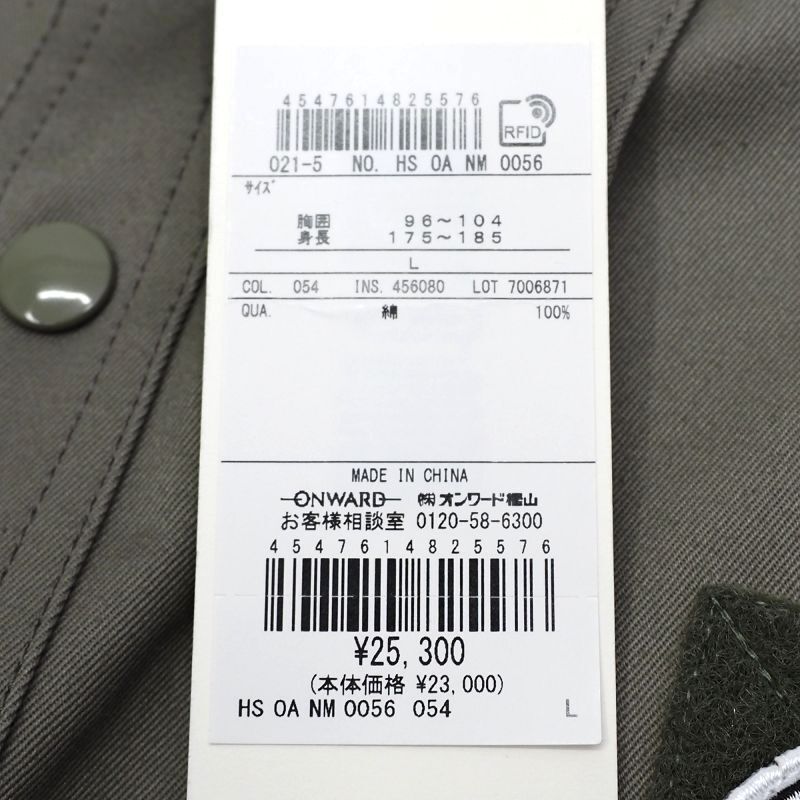 4547614825576
RFID
021-5 NO. HS OA NM 0056
サイズ
胸囲 96～104
身長 175～185
L
COL. 054 INS. 456080 LOT 7006871
QUA. 綿 100%
MADE IN CHINA
ONWARD ㈱オンワード樫山
お客様相談室 0120-58-6300
4547614825576
¥25,300
(本体価格 ¥23,000)
HS OA NM 0056 054 L